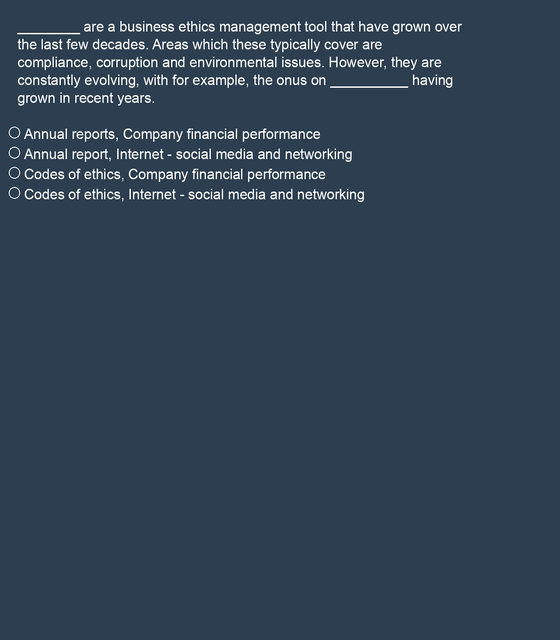 ________ are a business ethics management tool that have grown over
the last few decades. Areas which these typically cover are
compliance, corruption and environmental issues. However, they are
constantly evolving, with for example, the onus on __________ having
grown in recent years.
Annual reports, Company financial performance
Annual report, Internet - social media and networking
Codes of ethics, Company financial performance
Codes of ethics, Internet - social media and networking